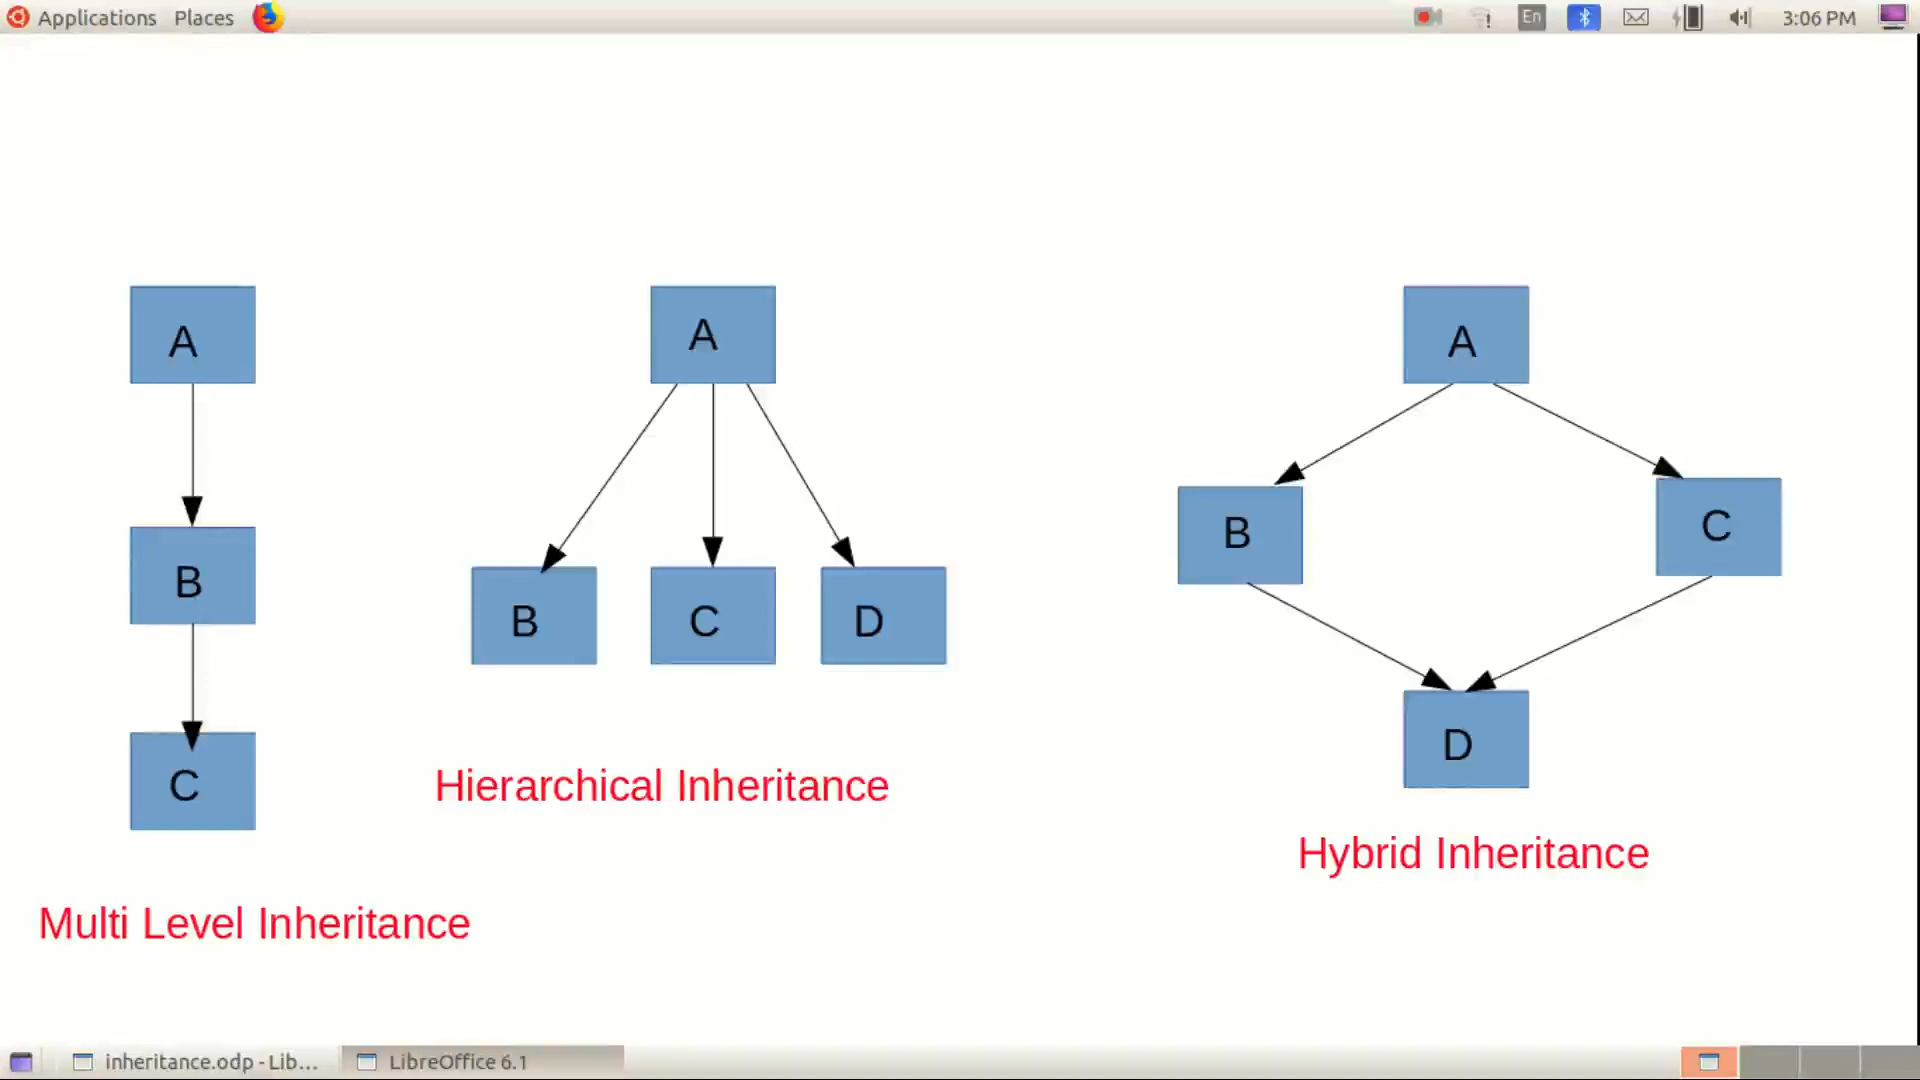 Applications Places
En
3:06 PM
A
A
A
B
C
B
B
C
D
D
C
Hierarchical Inheritance
Hybrid Inheritance
Multi Level Inheritance
inheritance.odp - Lib...
LibreOffice 6.1